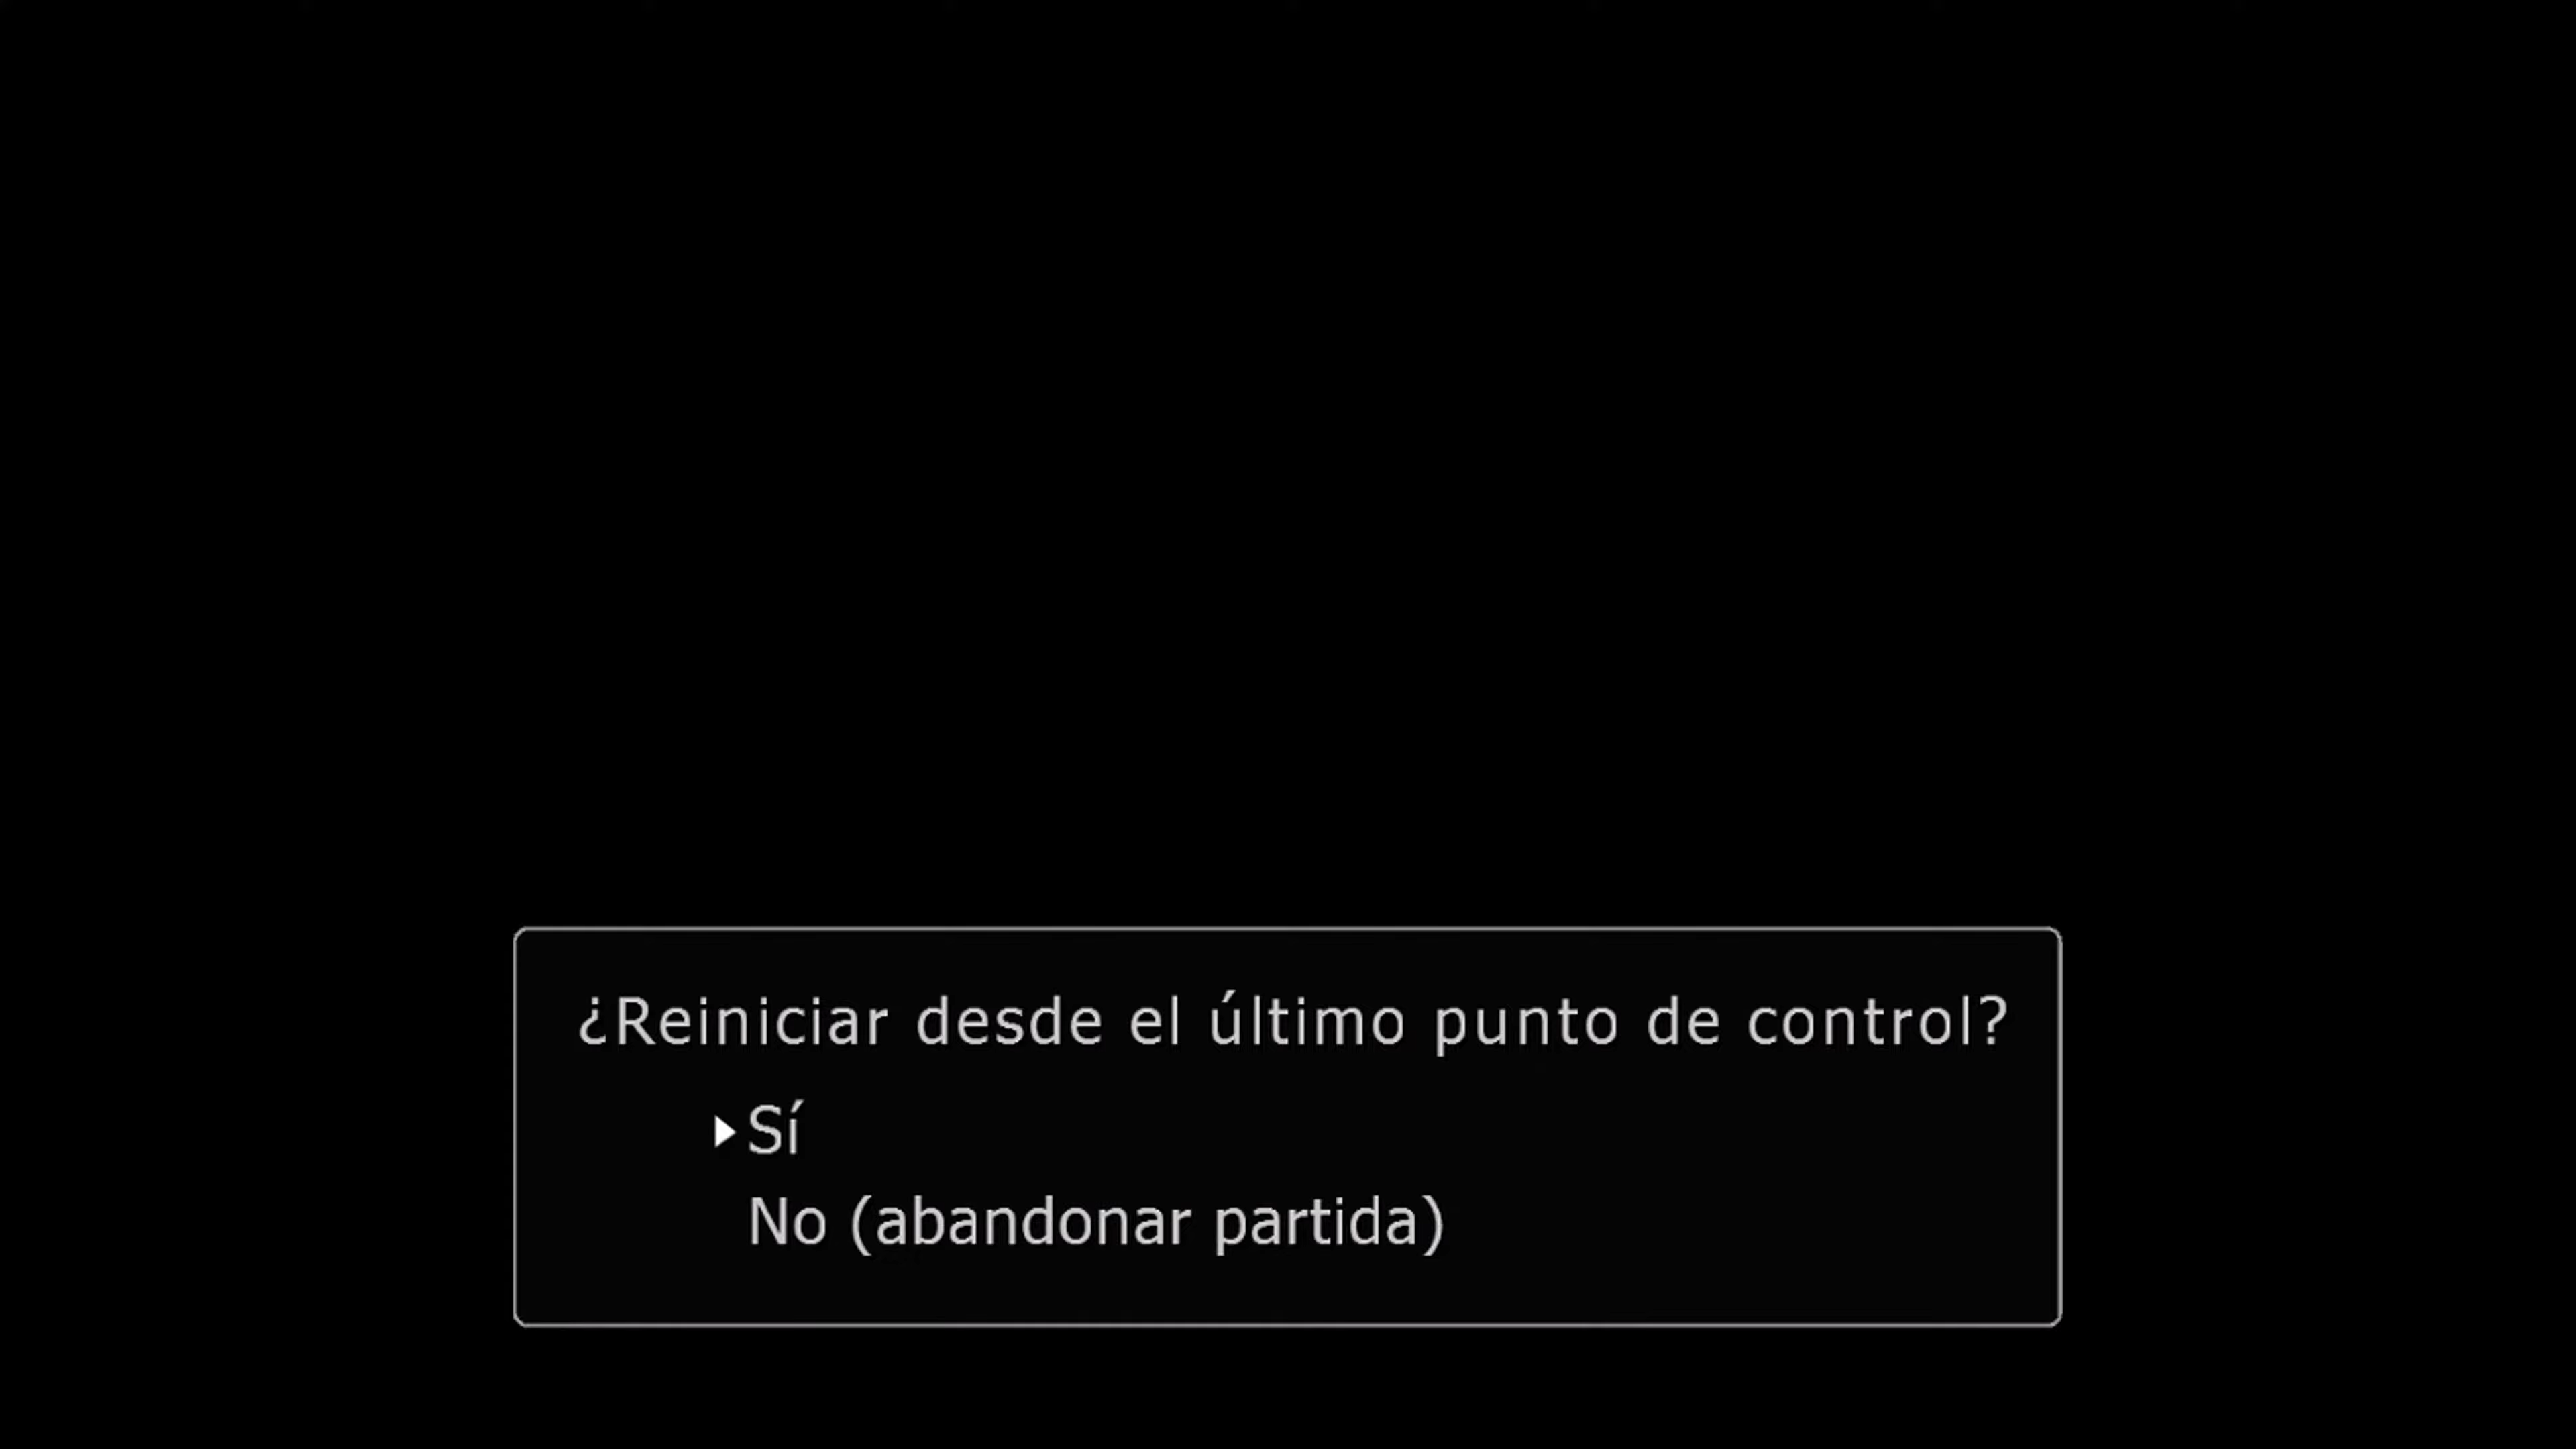 ¿Reiniciar desde el último punto de control?
Sí
No (abandonar partida)